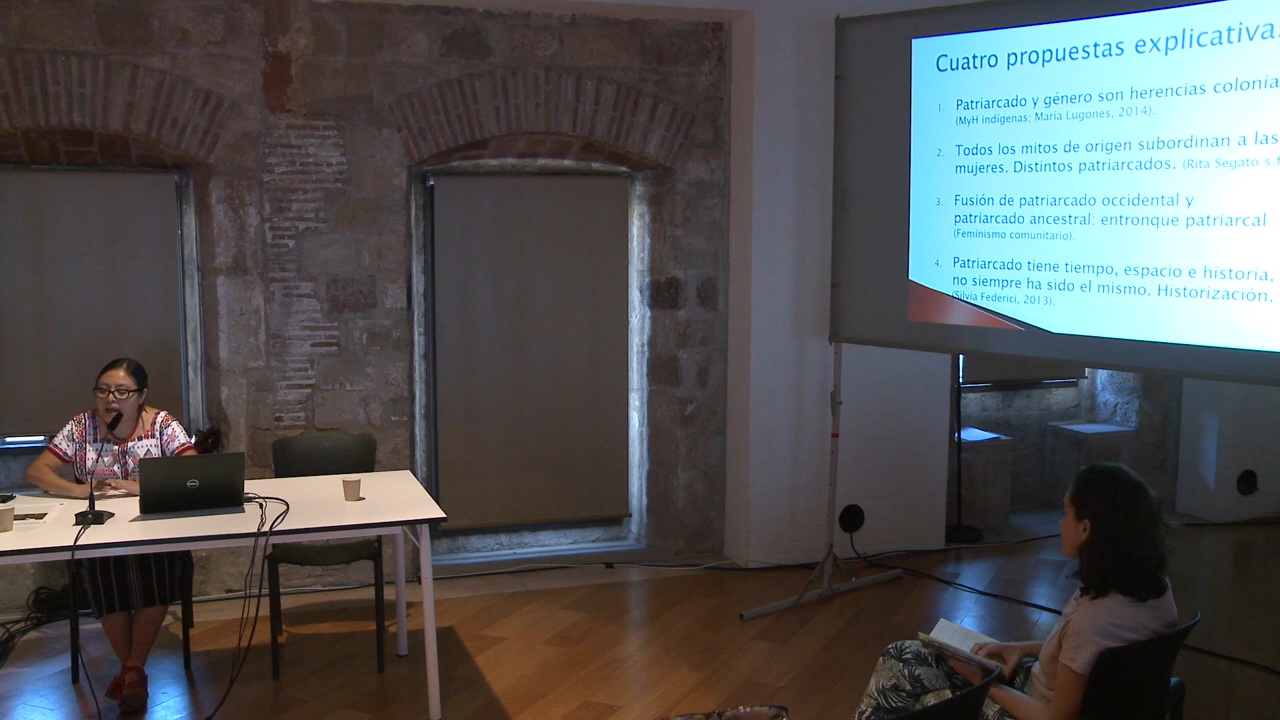 Cuatro propuestas explicativas
1. Patriarcado y género son herencias colonia
(MyH indígenas; María Lugones, 2014).
2. Todos los mitos de origen subordinan a las
mujeres. Distintos patriarcados. (Rita Segato s.f
3. Fusión de patriarcado occidental y
patriarcado ancestral: entronque patriarcal
(Feminismo comunitario).
4. Patriarcado tiene tiempo, espacio e historia,
no siempre ha sido el mismo. Historización.
(Silvia Federici, 2013).
DELL